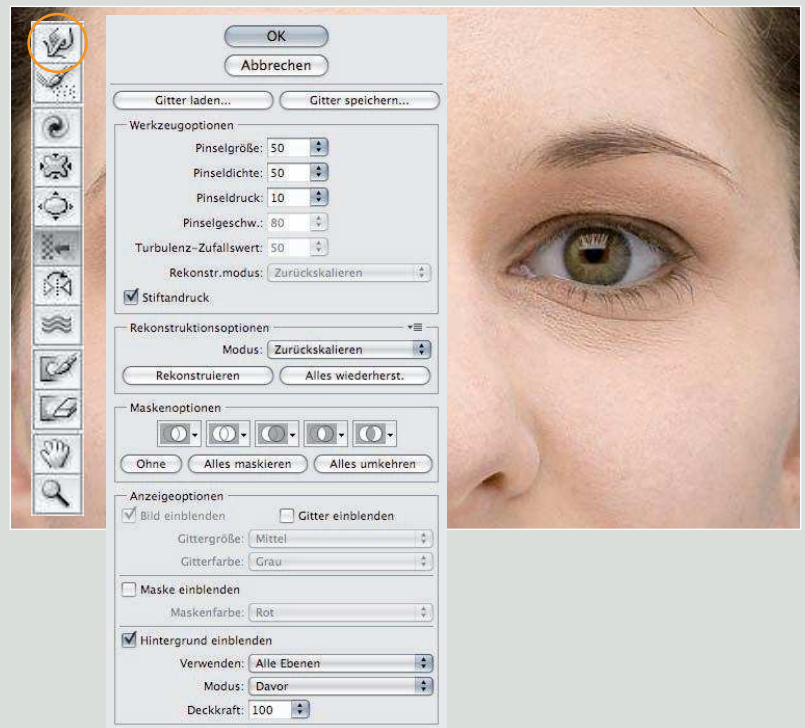 OK
Abbrechen
Gitter laden... Gitter speichern...
Werkzeugoptionen
Pinselgröße: 50
Pinseldichte: 50
Pinseldruck: 10
Pinselgeschw.: 80
Turbulenz-Zufallswert: 50
Rekonstr.modus: Zurückskalieren
Stiftandruck
Rekonstruktionsoptionen
Modus: Zurückskalieren
Rekonstruieren Alles wiederherst.
Maskenoptionen
Ohne Alles maskieren Alles umkehren
Anzeigeoptionen
Bild einblenden Gitter einblenden
Gittergröße: Mittel
Gitterfarbe: Grau
Maske einblenden
Maskenfarbe: Rot
Hintergrund einblenden
Verwenden: Alle Ebenen
Modus: Davor
Deckkraft: 100